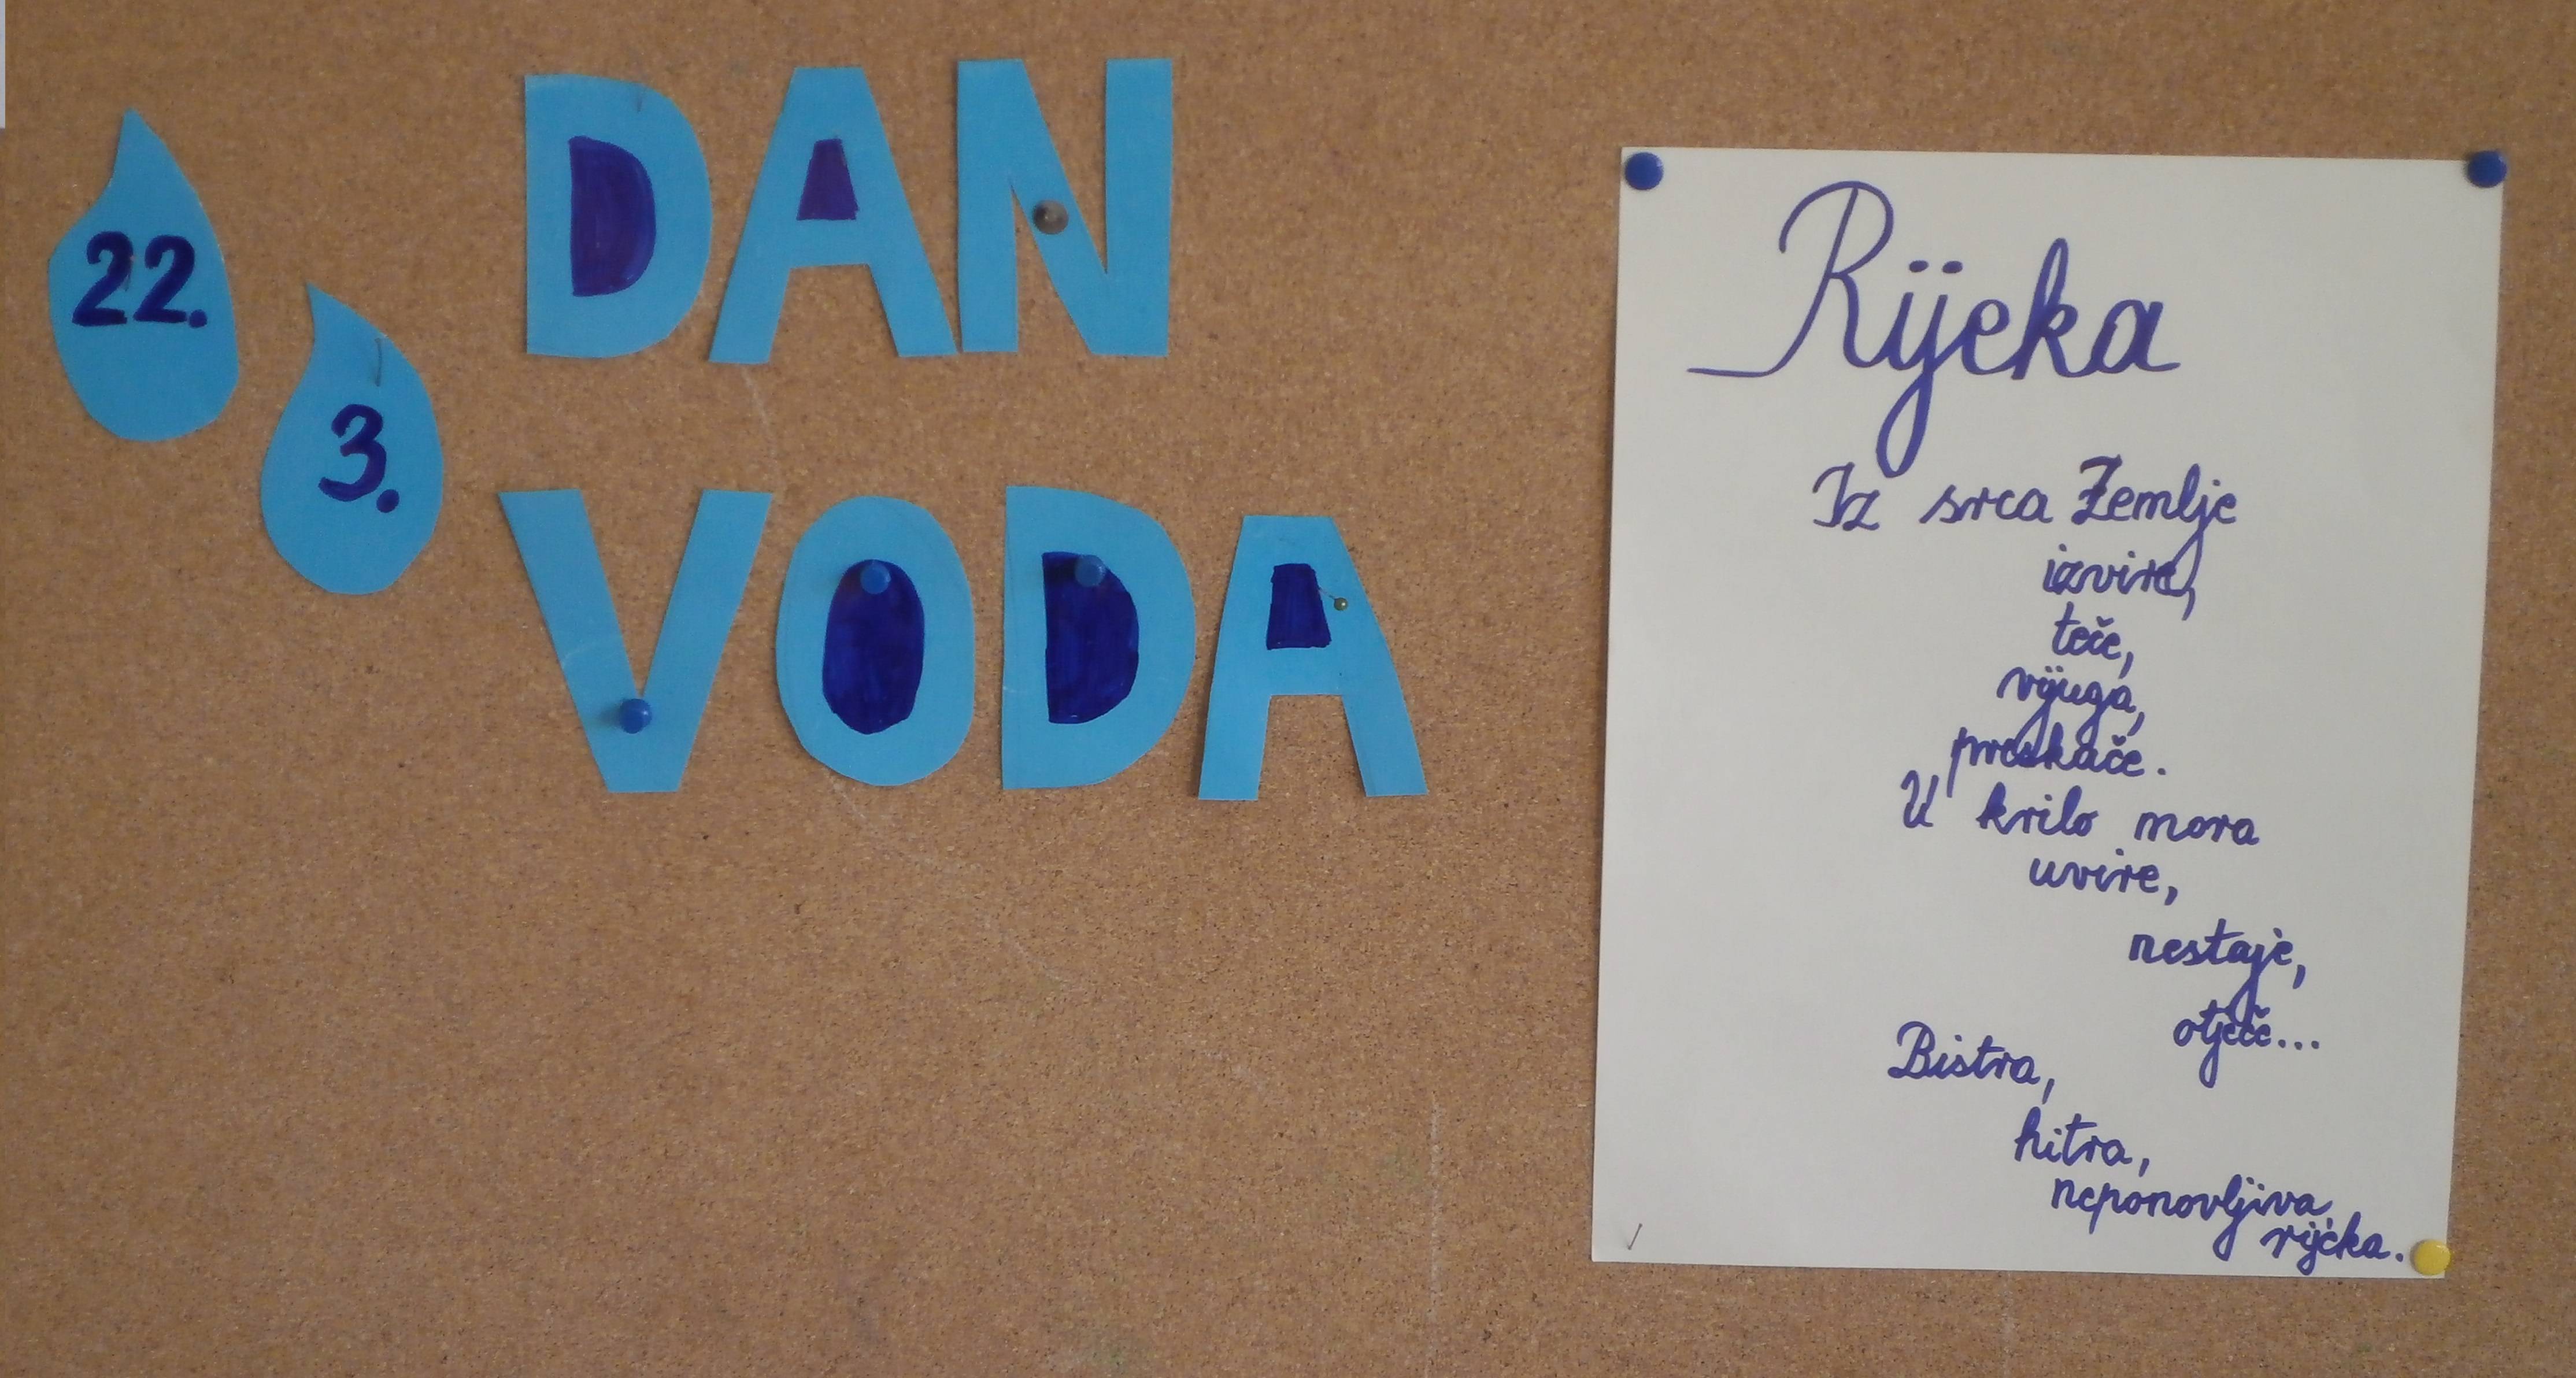 22.
3.
DAN
VODA
Rijeka
Iz srca Zemlje
izvire,
teče,
vijuga,
preskače.
U krilo mora
uvire,
nestaje,
otječe...
Bistra,
hitra,
neponovljiva,
rijeka.